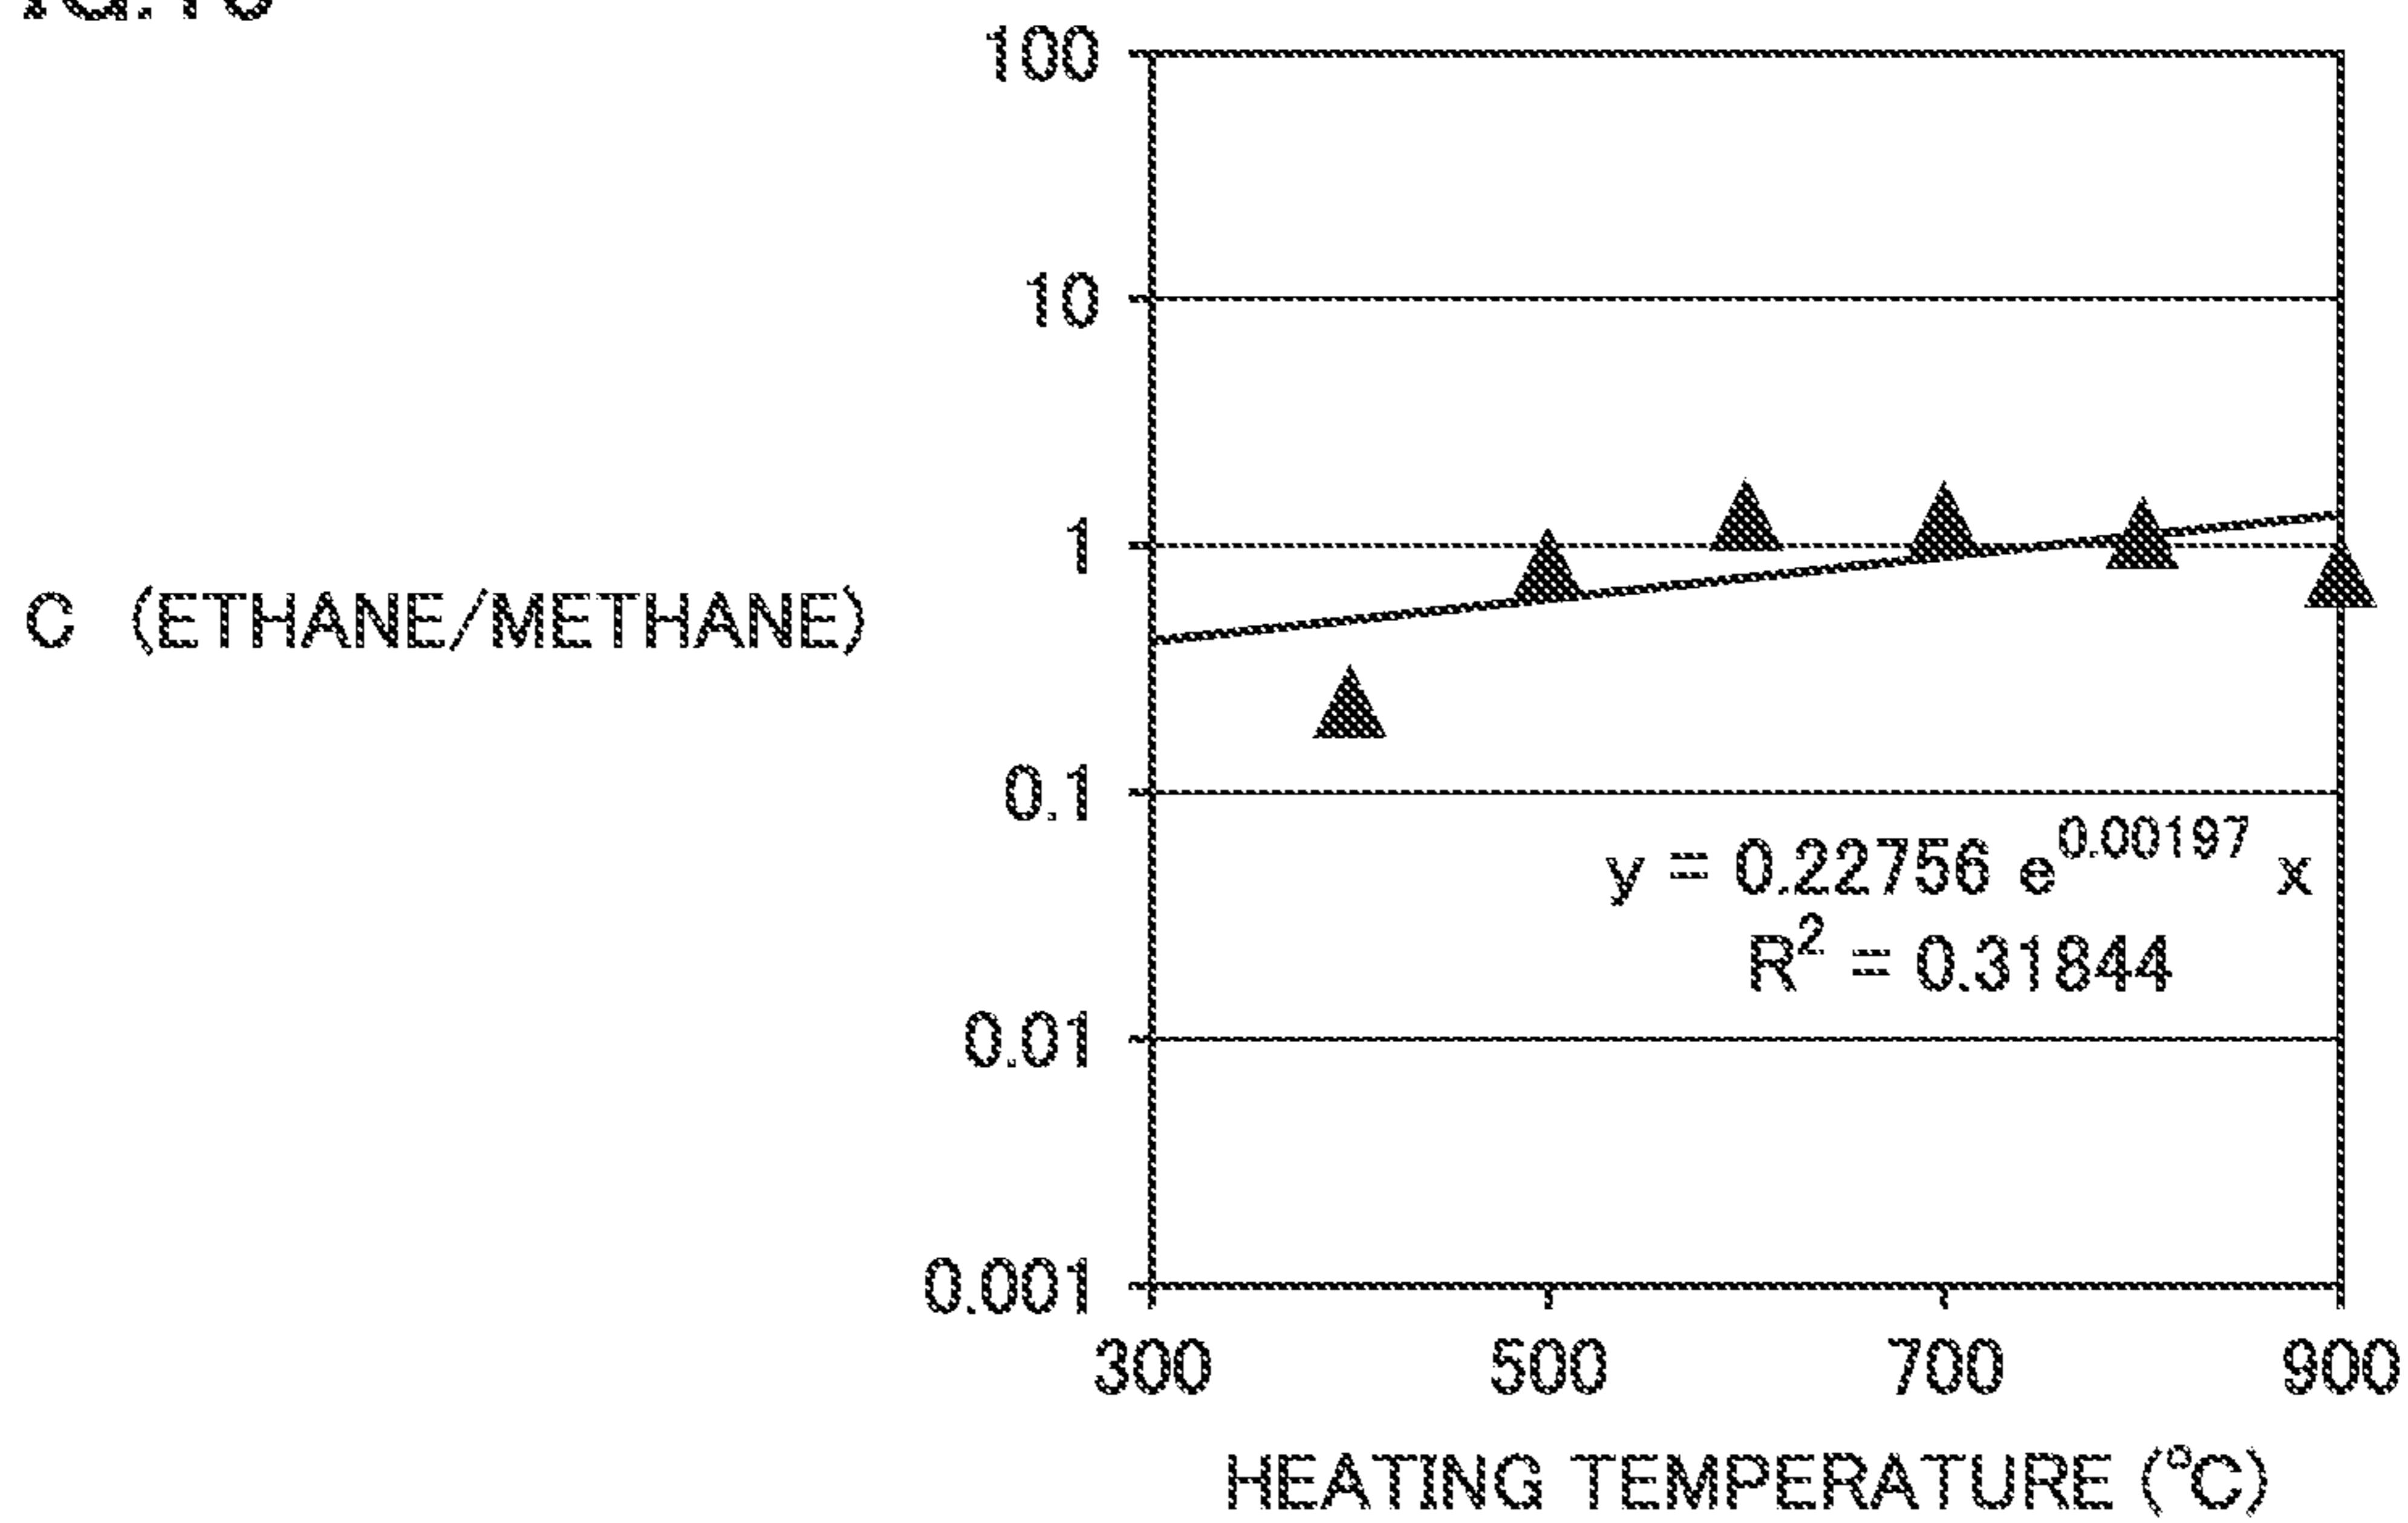 100
10
1
C (ETHANE/METHANE)
0.1
y = 0.22756 e^0.00197 x
R² = 0.31844
0.01
0.001
300 500 700 900
HEATING TEMPERATURE (°C)